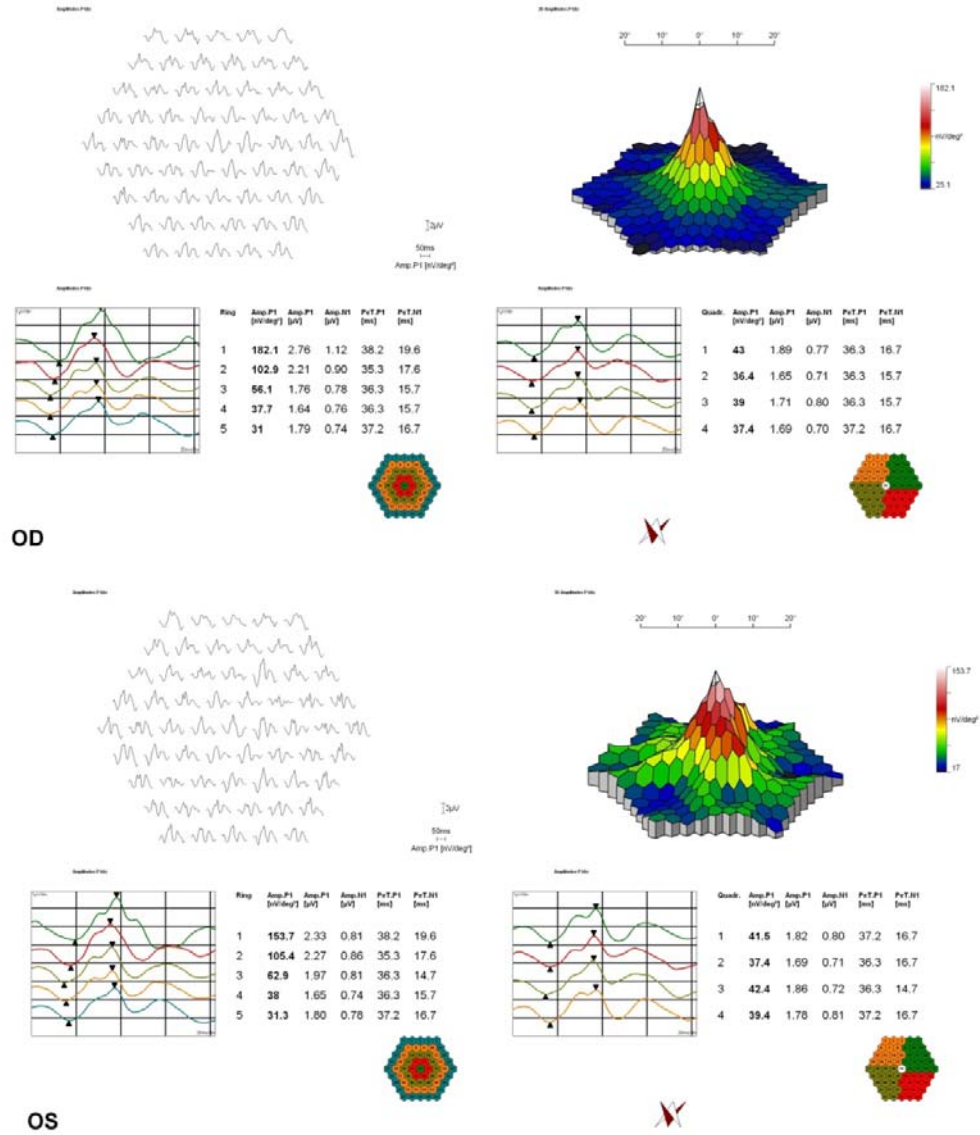 Amplitudes P1/dα
3D Amplitudes P1/dα
20° 10° 0° 10° 20°
182.1
nV/deg²
25.1
2µV
50ms
Amp.P1 [nV/deg²]
Ring Amp.P1 [nV/deg²] Amp.P1 [µV] Amp.N1 [µV] PeT.P1 [ms] PeT.N1 [ms]
1 182.1 2.76 1.12 38.2 19.6
2 102.9 2.21 0.90 35.3 17.6
3 56.1 1.76 0.78 36.3 15.7
4 37.7 1.64 0.76 36.3 15.7
5 31 1.79 0.74 37.2 16.7
Quadr. Amp.P1 [nV/deg²] Amp.P1 [µV] Amp.N1 [µV] PeT.P1 [ms] PeT.N1 [ms]
1 43 1.89 0.77 36.3 16.7
2 36.4 1.65 0.71 36.3 15.7
3 39 1.71 0.80 36.3 15.7
4 37.4 1.69 0.70 37.2 16.7
OD
20° 10° 0° 10° 20°
153.7
nV/deg²
17
2µV
50ms
Amp.P1 [nV/deg²]
Ring Amp.P1 [nV/deg²] Amp.P1 [µV] Amp.N1 [µV] PeT.P1 [ms] PeT.N1 [ms]
1 153.7 2.33 0.81 38.2 19.6
2 105.4 2.27 0.86 35.3 17.6
3 62.9 1.97 0.81 36.3 14.7
4 38 1.65 0.74 36.3 15.7
5 31.3 1.80 0.78 37.2 16.7
Quadr. Amp.P1 [nV/deg²] Amp.P1 [µV] Amp.N1 [µV] PeT.P1 [ms] PeT.N1 [ms]
1 41.5 1.82 0.80 37.2 16.7
2 37.4 1.69 0.71 36.3 16.7
3 42.4 1.86 0.72 36.3 14.7
4 39.4 1.78 0.81 37.2 16.7
OS